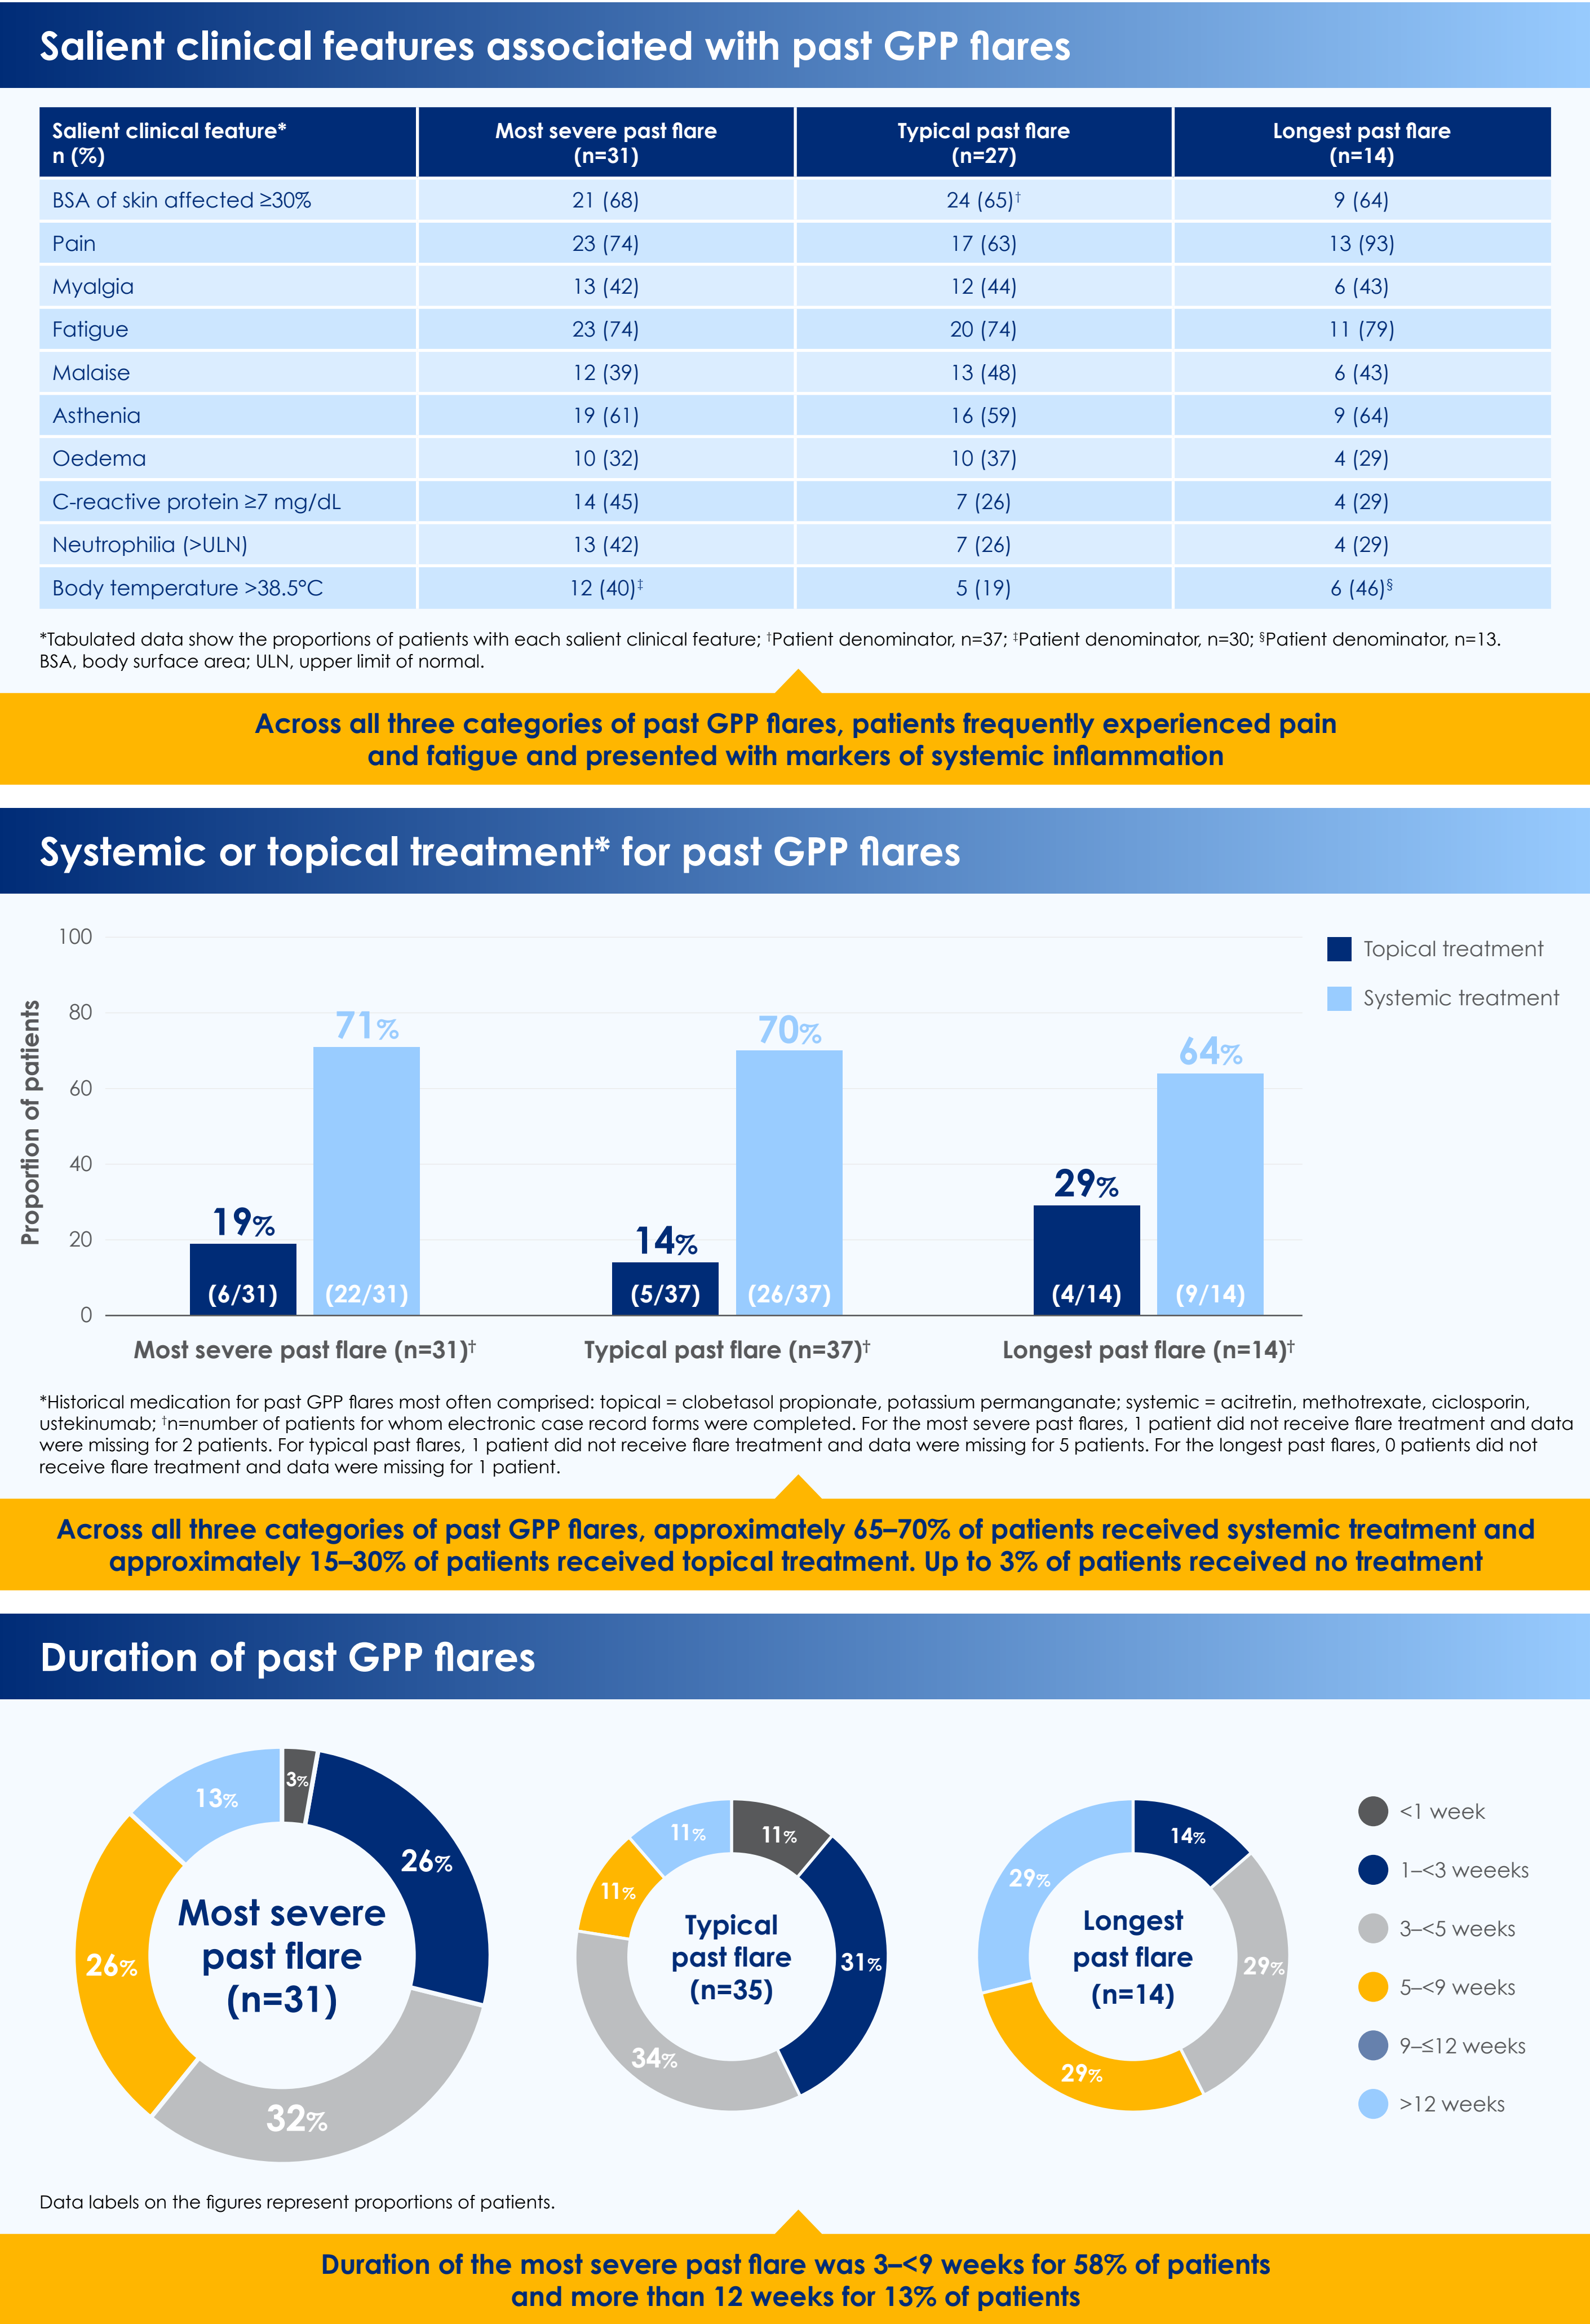 Salient clinical features associated with past GPP flares
Salient clinical feature* Most severe past flare Typical past flare Longest past flare
n (%) (n=31) (n=27) (n=14)
BSA of skin affected ≥30% 21 (68) 24 (65)† 9 (64)
Pain 23 (74) 17 (63) 13 (93)
Myalgia 13 (42) 12 (44) 6 (43)
Fatigue 23 (74) 20 (74) 11 (79)
Malaise 12 (39) 13 (48) 6 (43)
Asthenia 19 (61) 16 (59) 9 (64)
Oedema 10 (32) 10 (37) 4 (29)
C-reactive protein ≥7 mg/dL 14 (45) 7 (26) 4 (29)
Neutrophilia (>ULN) 13 (42) 7 (26) 4 (29)
Body temperature >38.5°C 12 (40)‡ 5 (19) 6 (46)§
*Tabulated data show the proportions of patients with each salient clinical feature; †Patient denominator, n=37; ‡Patient denominator, n=30; §Patient denominator, n=13.
BSA, body surface area; ULN, upper limit of normal.
Across all three categories of past GPP flares, patients frequently experienced pain
and fatigue and presented with markers of systemic inflammation
Systemic or topical treatment* for past GPP flares
Proportion of patients
100
80
60
40
20
0
19%
(6/31)
71%
(22/31)
14%
(5/37)
70%
(26/37)
29%
(4/14)
64%
(9/14)
Most severe past flare (n=31)† Typical past flare (n=37)† Longest past flare (n=14)†
Topical treatment
Systemic treatment
*Historical medication for past GPP flares most often comprised: topical = clobetasol propionate, potassium permanganate; systemic = acitretin, methotrexate, ciclosporin,
ustekinumab; †n=number of patients for whom electronic case record forms were completed. For the most severe past flares, 1 patient did not receive flare treatment and data
were missing for 2 patients. For typical past flares, 1 patient did not receive flare treatment and data were missing for 5 patients. For the longest past flares, 0 patients did not
receive flare treatment and data were missing for 1 patient.
Across all three categories of past GPP flares, approximately 65–70% of patients received systemic treatment and
approximately 15–30% of patients received topical treatment. Up to 3% of patients received no treatment
Duration of past GPP flares
Most severe
past flare
(n=31)
3%
26%
32%
26%
13%
Typical
past flare
(n=35)
11%
31%
34%
11%
11%
Longest
past flare
(n=14)
14%
29%
29%
29%
<1 week
1–<3 weeeks
3–<5 weeks
5–<9 weeks
9–≤12 weeks
>12 weeks
Data labels on the figures represent proportions of patients.
Duration of the most severe past flare was 3–<9 weeks for 58% of patients
and more than 12 weeks for 13% of patients